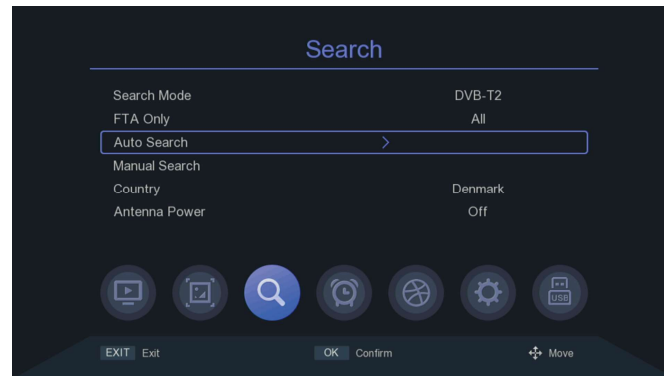 Search
Search Mode DVB-T2
FTA Only All
Auto Search >
Manual Search
Country Denmark
Antenna Power Off
USB
EXIT Exit OK Confirm Move